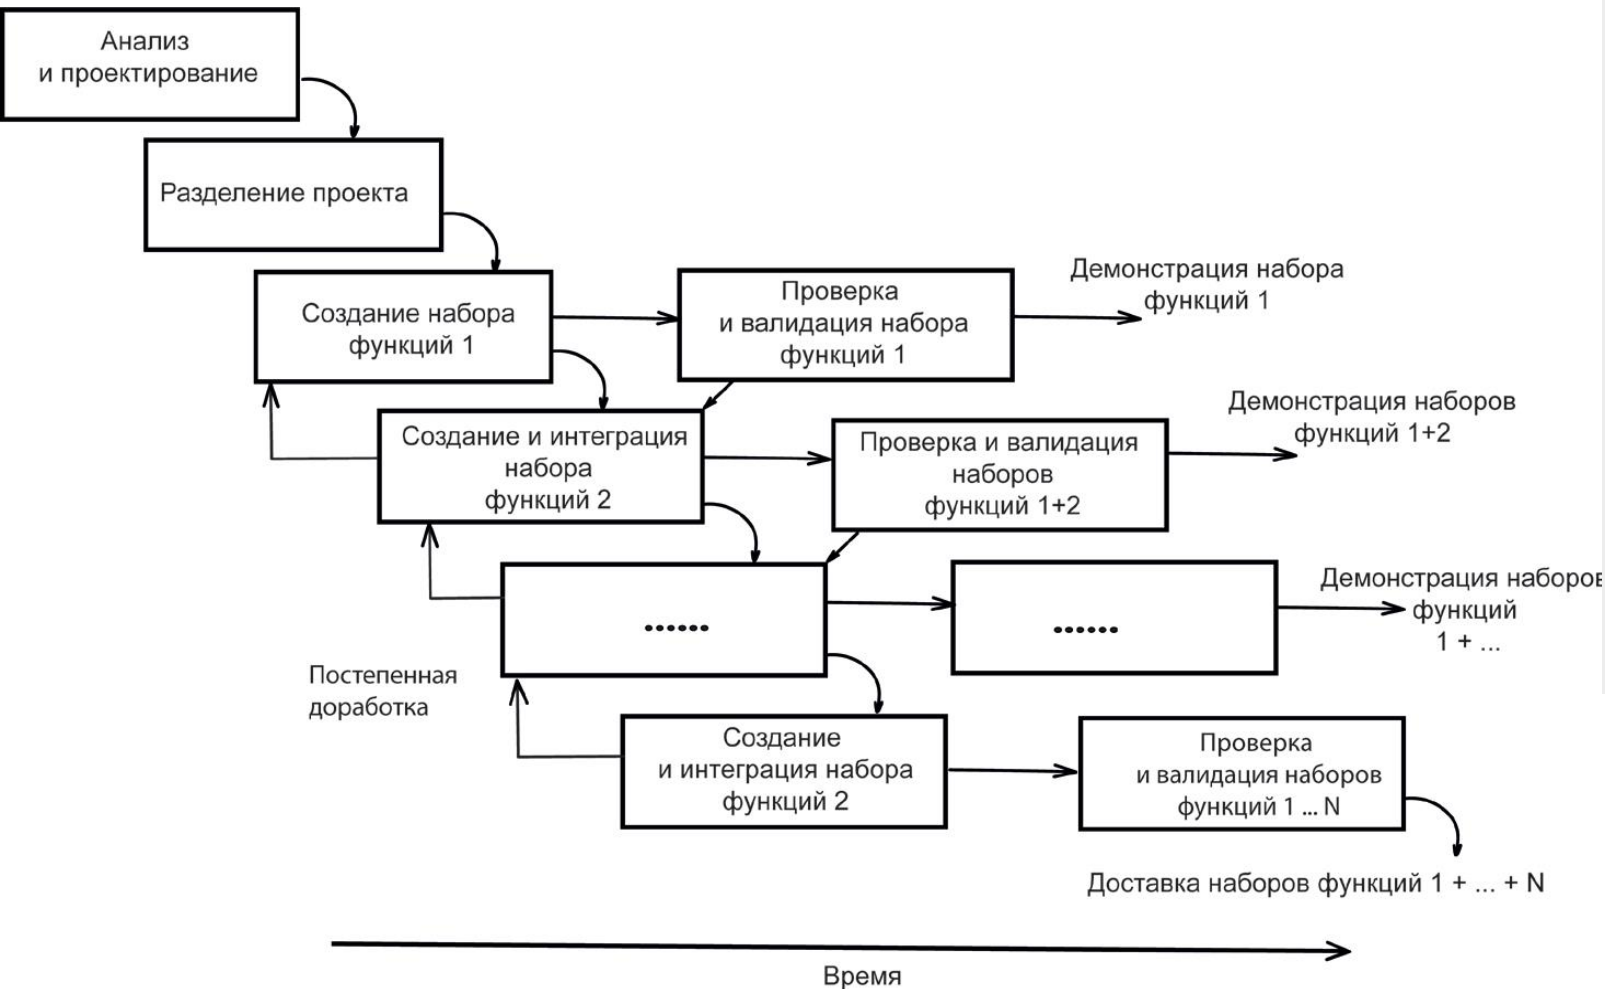 Анализ
и проектирование
Разделение проекта
Создание набора
функций 1
Проверка
и валидация набора
функций 1
Демонстрация набора
функций 1
Создание и интеграция
набора
функций 2
Проверка и валидация
наборов
функций 1+2
Демонстрация наборов
функций 1+2
......
......
Демонстрация наборов
функций
1 + ...
Постепенная
доработка
Создание
и интеграция набора
функций 2
Проверка
и валидация наборов
функций 1 ... N
Доставка наборов функций 1 + ... + N
Время